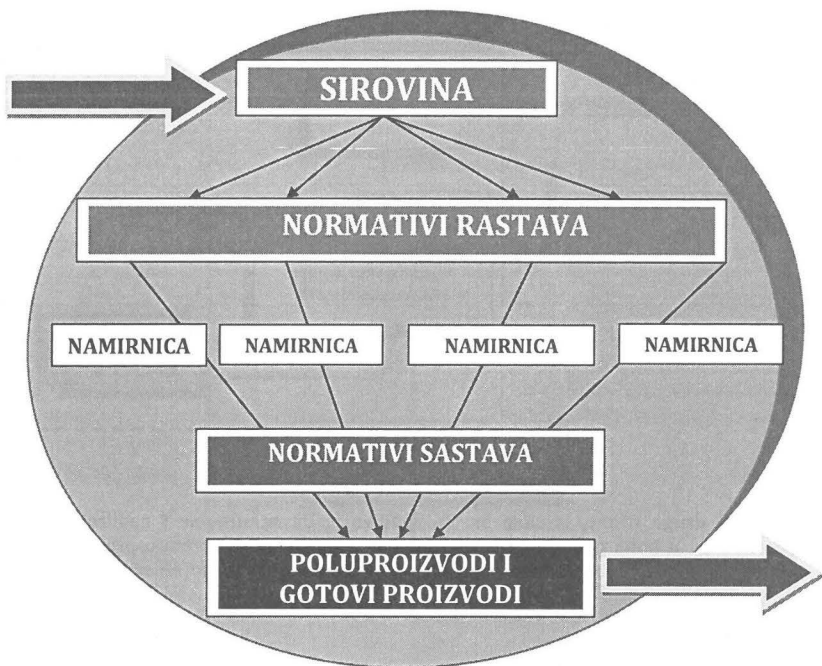 SIROVINA
NORMATIVI RASTAVA
NAMIRNICA
NAMIRNICA
NAMIRNICA
NAMIRNICA
NORMATIVI SASTAVA
POLUPROIZVODI I
GOTOVI PROIZVODI